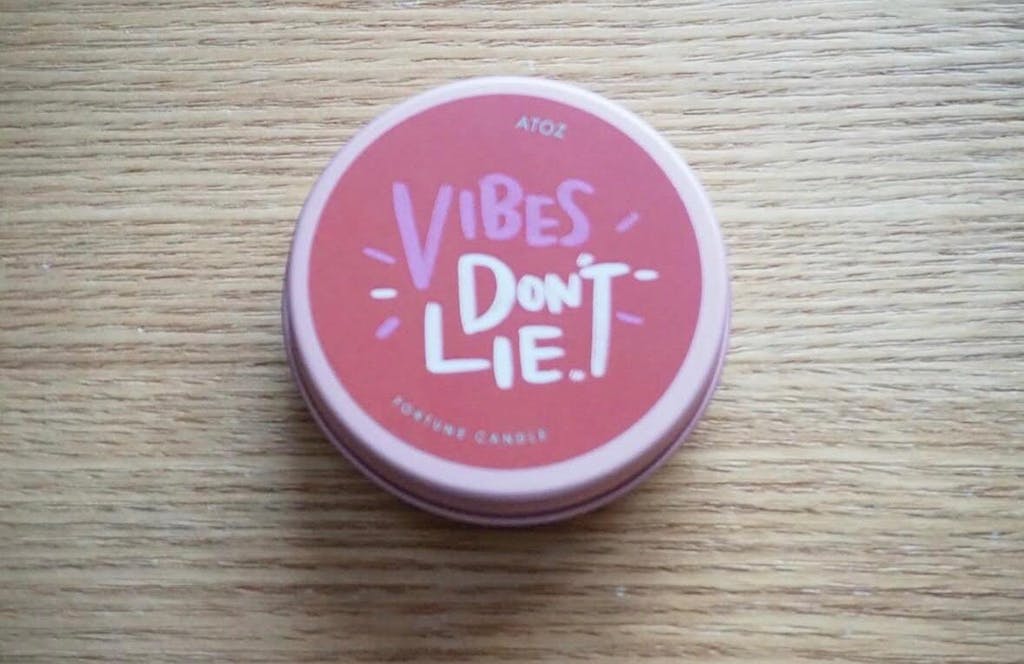 ATOZ
VIBES
DON'T
LIE..
FORTUNE CANDLE